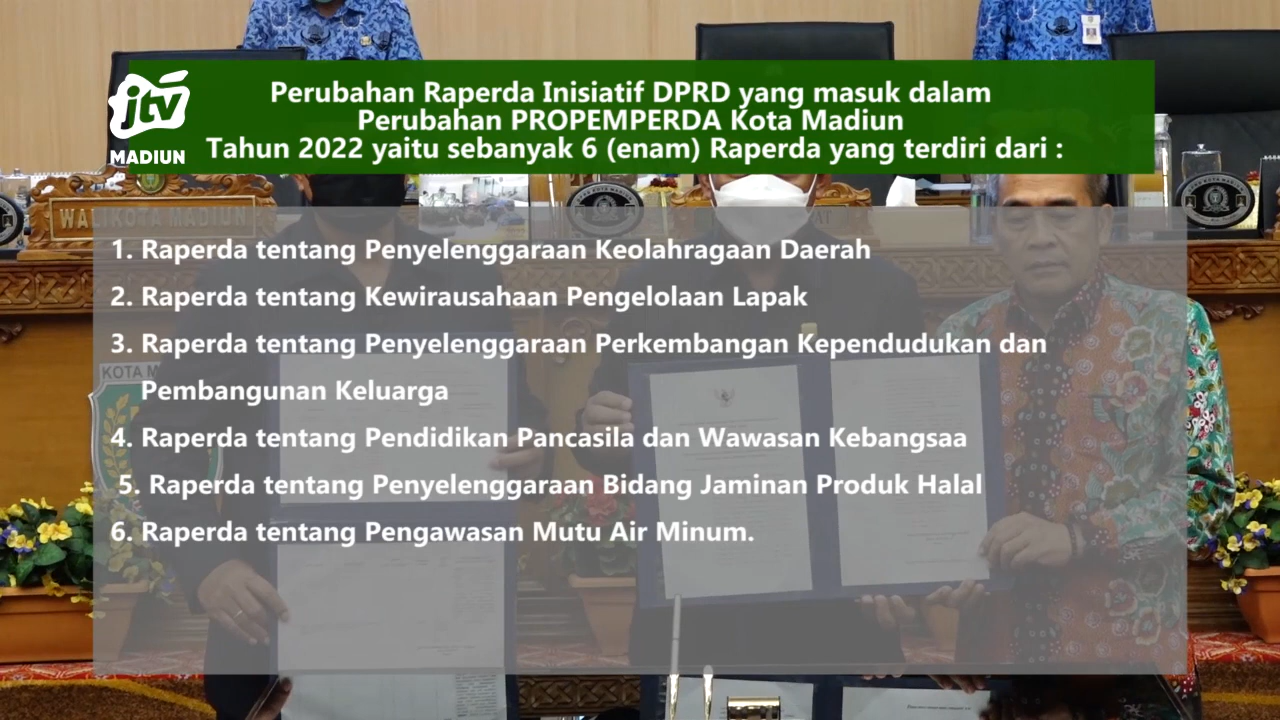 jtv
MADIUN
Perubahan Raperda Inisiatif DPRD yang masuk dalam
Perubahan PROPEMPERDA Kota Madiun
Tahun 2022 yaitu sebanyak 6 (enam) Raperda yang terdiri dari :
WALIKOTA MADIUN
1. Raperda tentang Penyelenggaraan Keolahragaan Daerah
2. Raperda tentang Kewirausahaan Pengelolaan Lapak
3. Raperda tentang Penyelenggaraan Perkembangan Kependudukan dan
Pembangunan Keluarga
KOTA M
4. Raperda tentang Pendidikan Pancasila dan Wawasan Kebangsaa
5. Raperda tentang Penyelenggaraan Bidang Jaminan Produk Halal
6. Raperda tentang Pengawasan Mutu Air Minum.